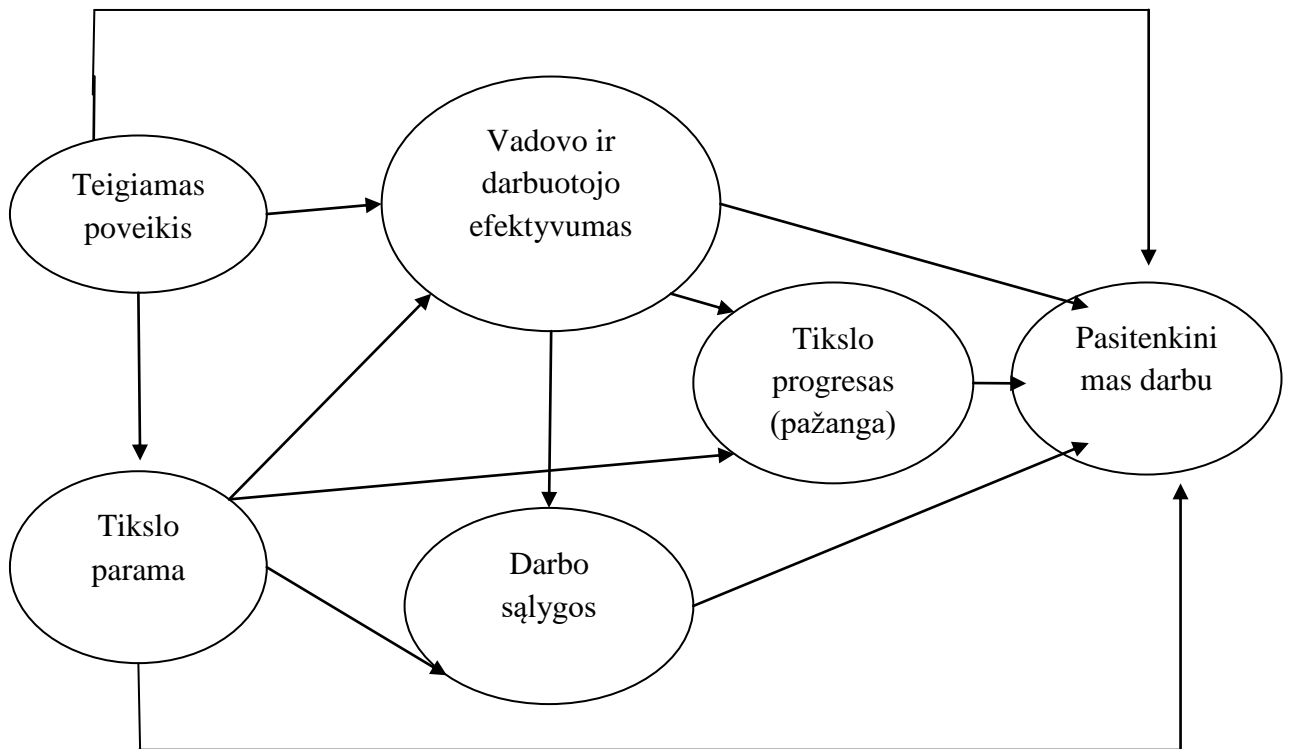 Vadovo ir
darbuotojo
efektyvumas
Teigiamas
poveikis
Tikslo
progresas
(pažanga)
Pasitenkini
mas darbu
Tikslo
parama
Darbo
sąlygos